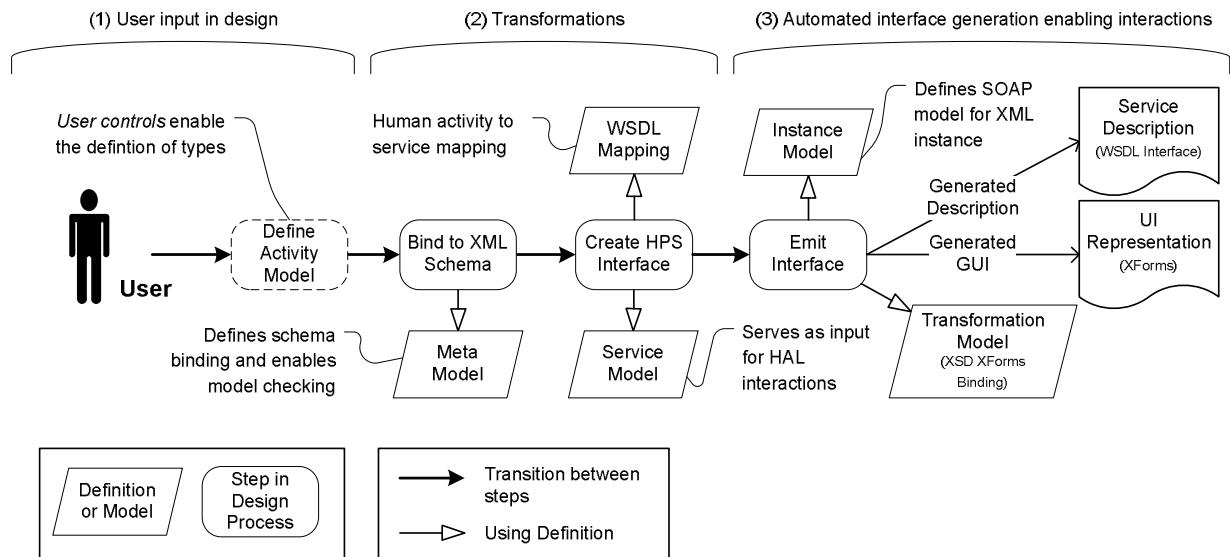 (1) User input in design
(2) Transformations
(3) Automated interface generation enabling interactions
User controls enable
the defintion of types
Human activity to
service mapping
WSDL
Mapping
Instance
Model
Defines SOAP
model for XML
instance
Service
Description
(WSDL Interface)
Generated
Description
User
Define
Activity
Model
Bind to XML
Schema
Create HPS
Interface
Emit
Interface
Generated
GUI
UI
Representation
(XForms)
Defines schema
binding and enables
model checking
Meta
Model
Service
Model
Serves as input
for HAL
interactions
Transformation
Model
(XSD XForms
Binding)
Definition
or Model
Step in
Design
Process
Transition between
steps
Using Definition